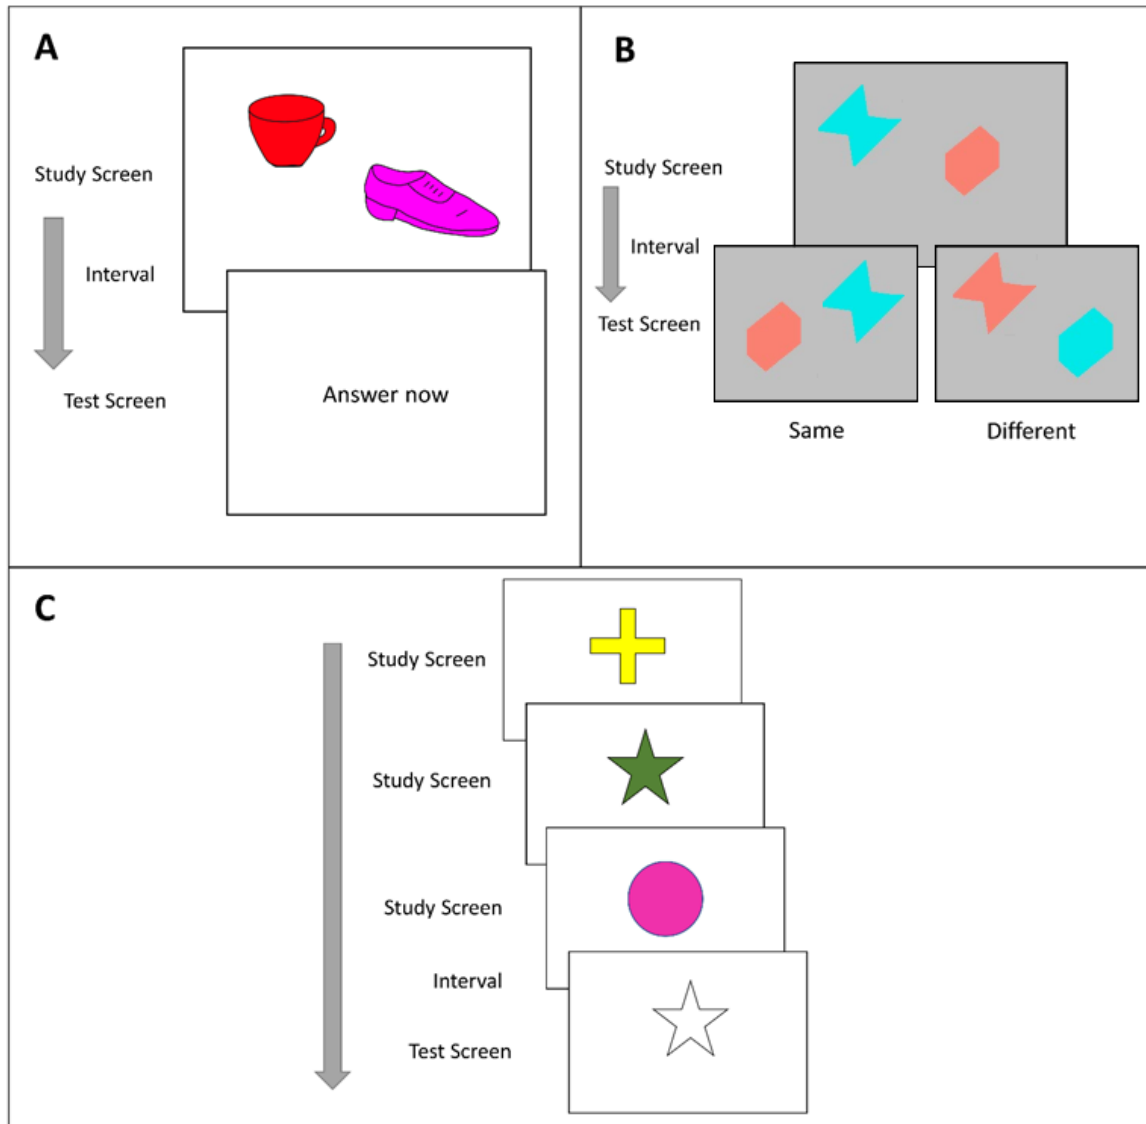 A
Study Screen
Interval
Test Screen
Answer now
B
Study Screen
Interval
Test Screen
Same
Different
C
Study Screen
Study Screen
Study Screen
Interval
Test Screen